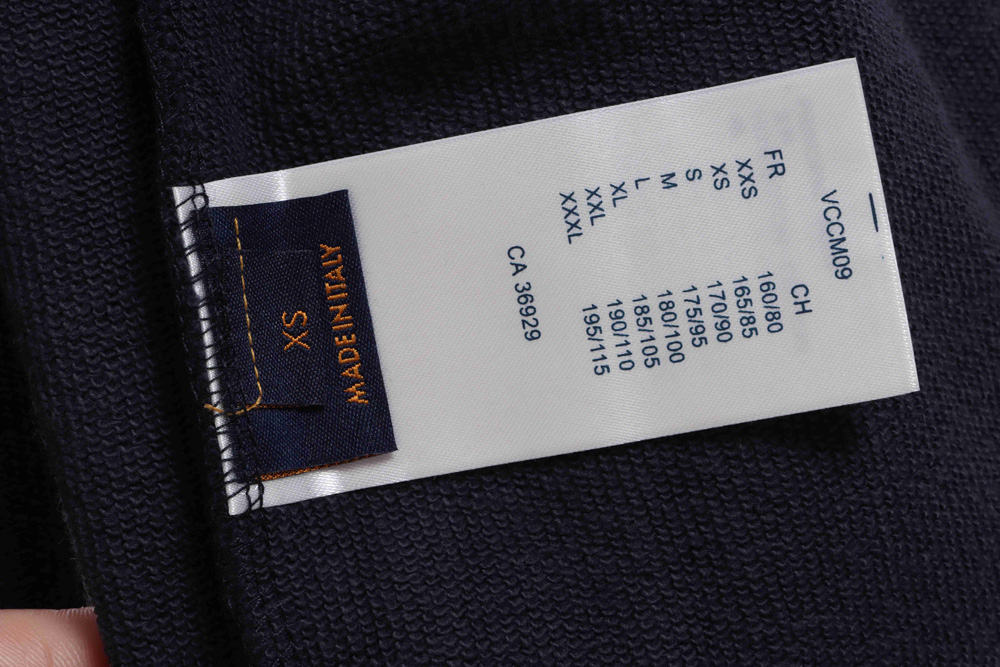 VCCM09
FR CH
XXS 160/80
XS 165/85
S 170/90
M 175/95
L 180/100
XL 185/105
XXL 190/110
XXXL 195/115
CA 36929
MADE IN ITALY
XS